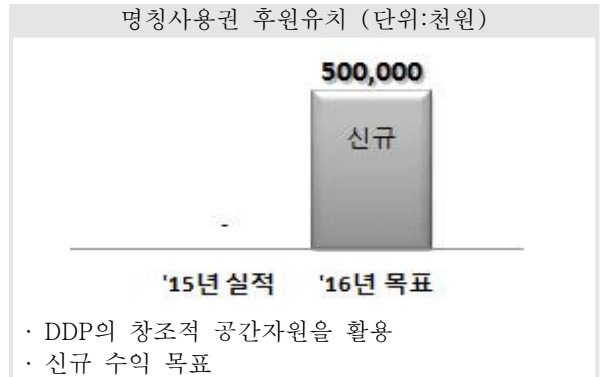 명칭사용권 후원유치 (단위:천원)
500,000
신규
-
'15년 실적 '16년 목표
· DDP의 창조적 공간자원을 활용
· 신규 수익 목표